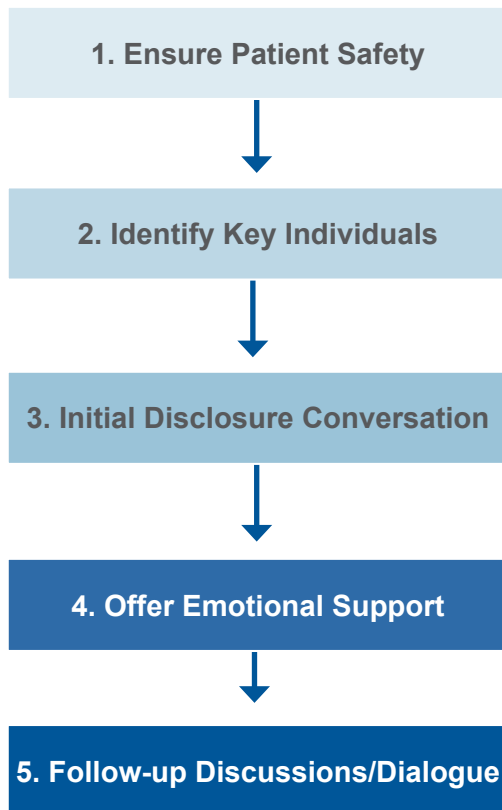 1. Ensure Patient Safety
2. Identify Key Individuals
3. Initial Disclosure Conversation
4. Offer Emotional Support
5. Follow-up Discussions/Dialogue